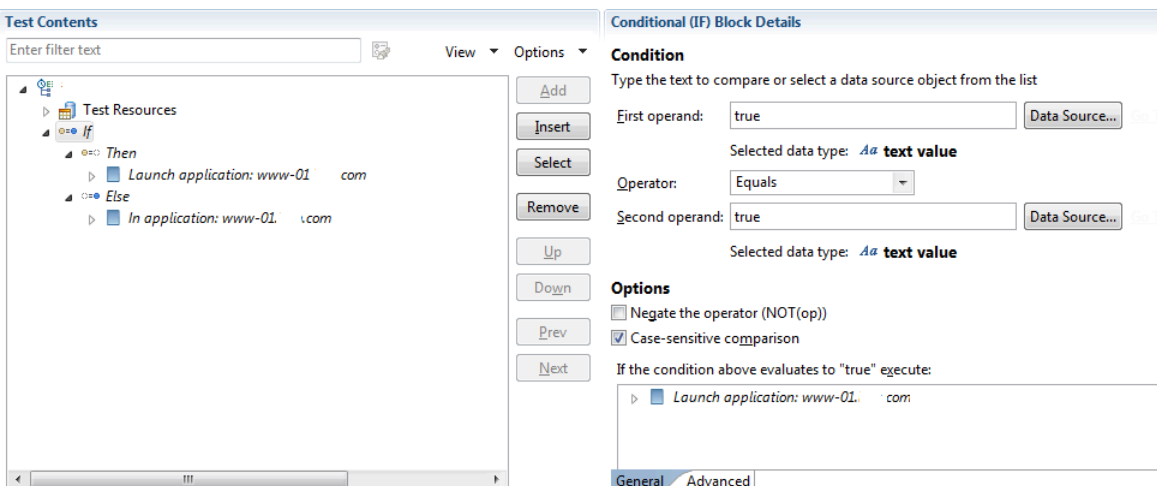 Test Contents
Enter filter text
View
Options
Test Resources
If
Then
Launch application: www-01 com
Else
In application: www-01. .com
Add
Insert
Select
Remove
Up
Down
Prev
Next
Conditional (IF) Block Details
Condition
Type the text to compare or select a data source object from the list
First operand: true Data Source...
Selected data type: Aa text value
Operator: Equals
Second operand: true Data Source...
Selected data type: Aa text value
Options
Negate the operator (NOT(op))
Case-sensitive comparison
If the condition above evaluates to "true" execute:
Launch application: www-01. com
General Advanced